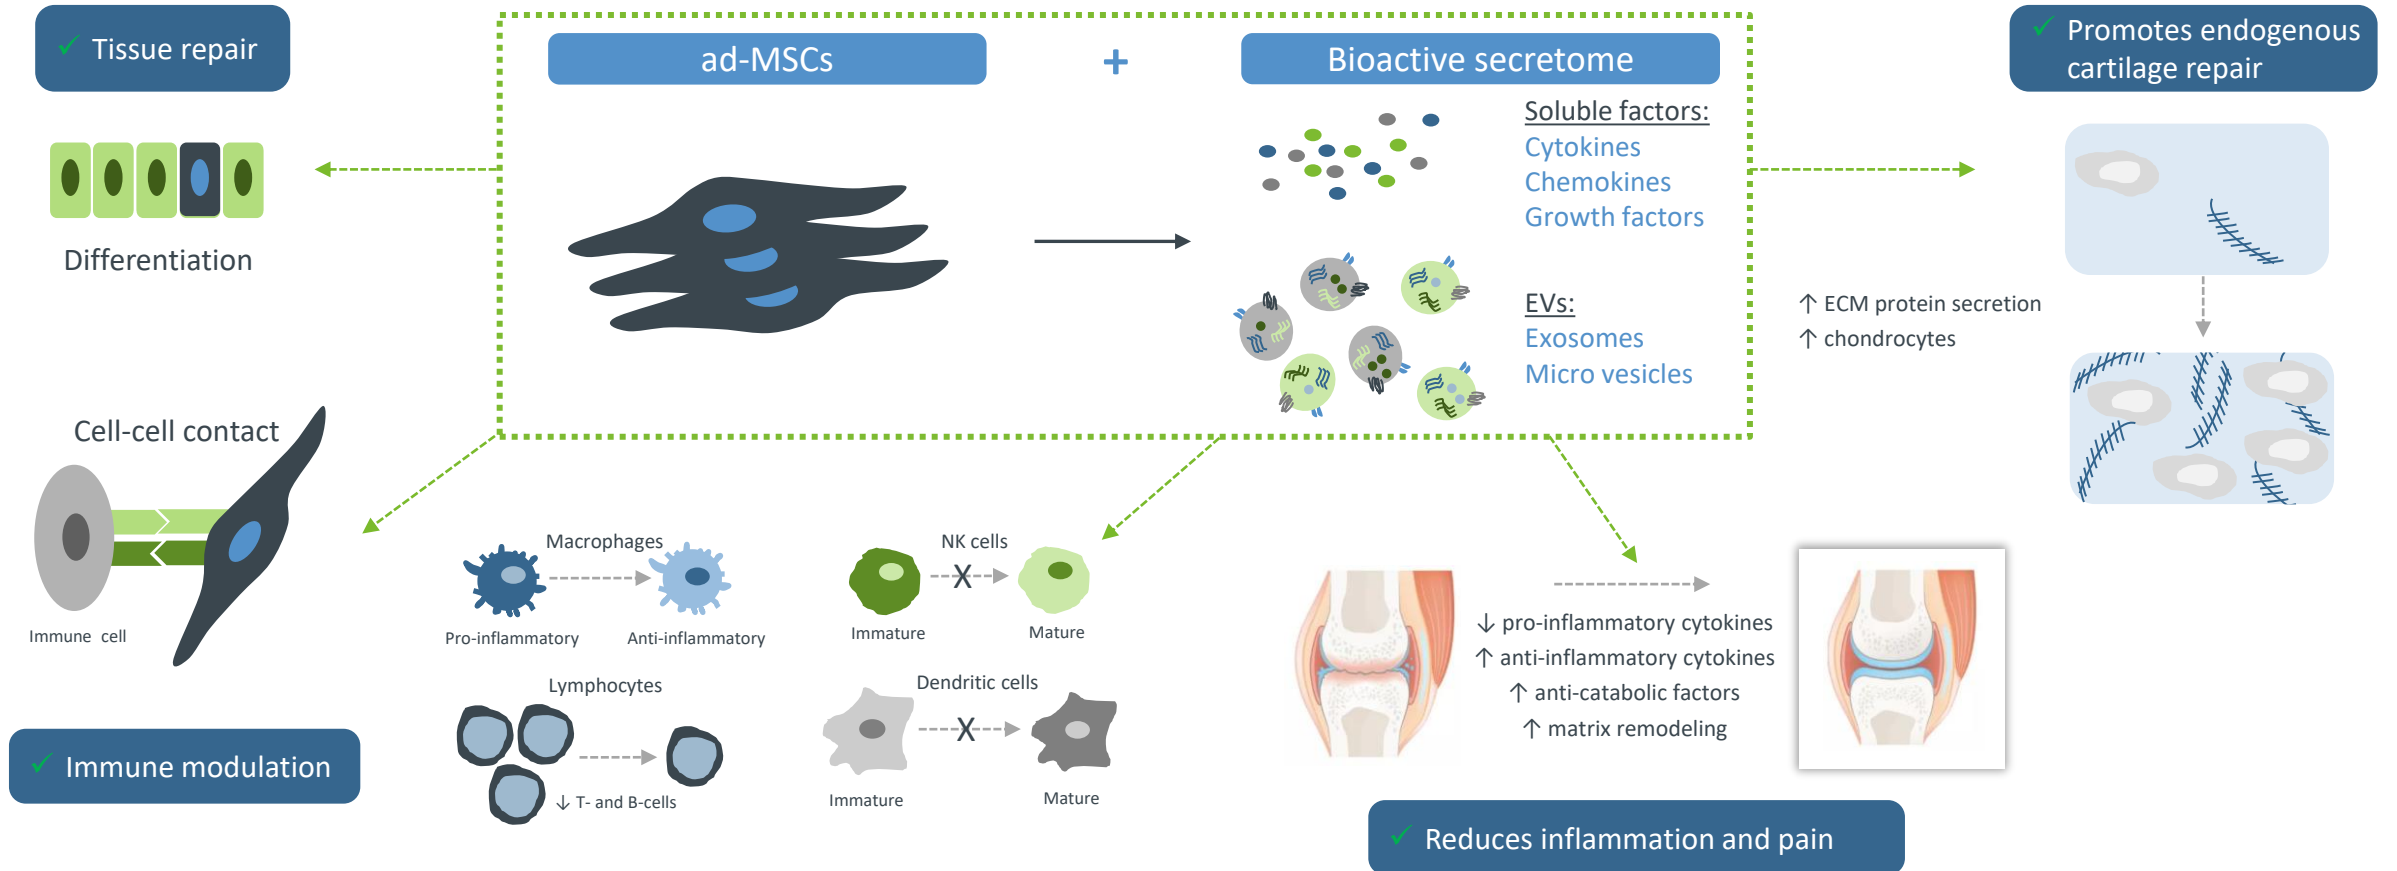 ✓ Tissue repair
Differentiation
Cell-cell contact
Immune cell
✓ Immune modulation
ad-MSCs
+
Bioactive secretome
Soluble factors:
Cytokines
Chemokines
Growth factors
EVs:
Exosomes
Micro vesicles
Macrophages
Pro-inflammatory
Anti-inflammatory
NK cells
X
Immature
Mature
Lymphocytes
↓ T- and B-cells
Dendritic cells
X
Immature
Mature
↓ pro-inflammatory cytokines
↑ anti-inflammatory cytokines
↑ anti-catabolic factors
↑ matrix remodeling
✓ Reduces inflammation and pain
✓ Promotes endogenous
cartilage repair
↑ ECM protein secretion
↑ chondrocytes